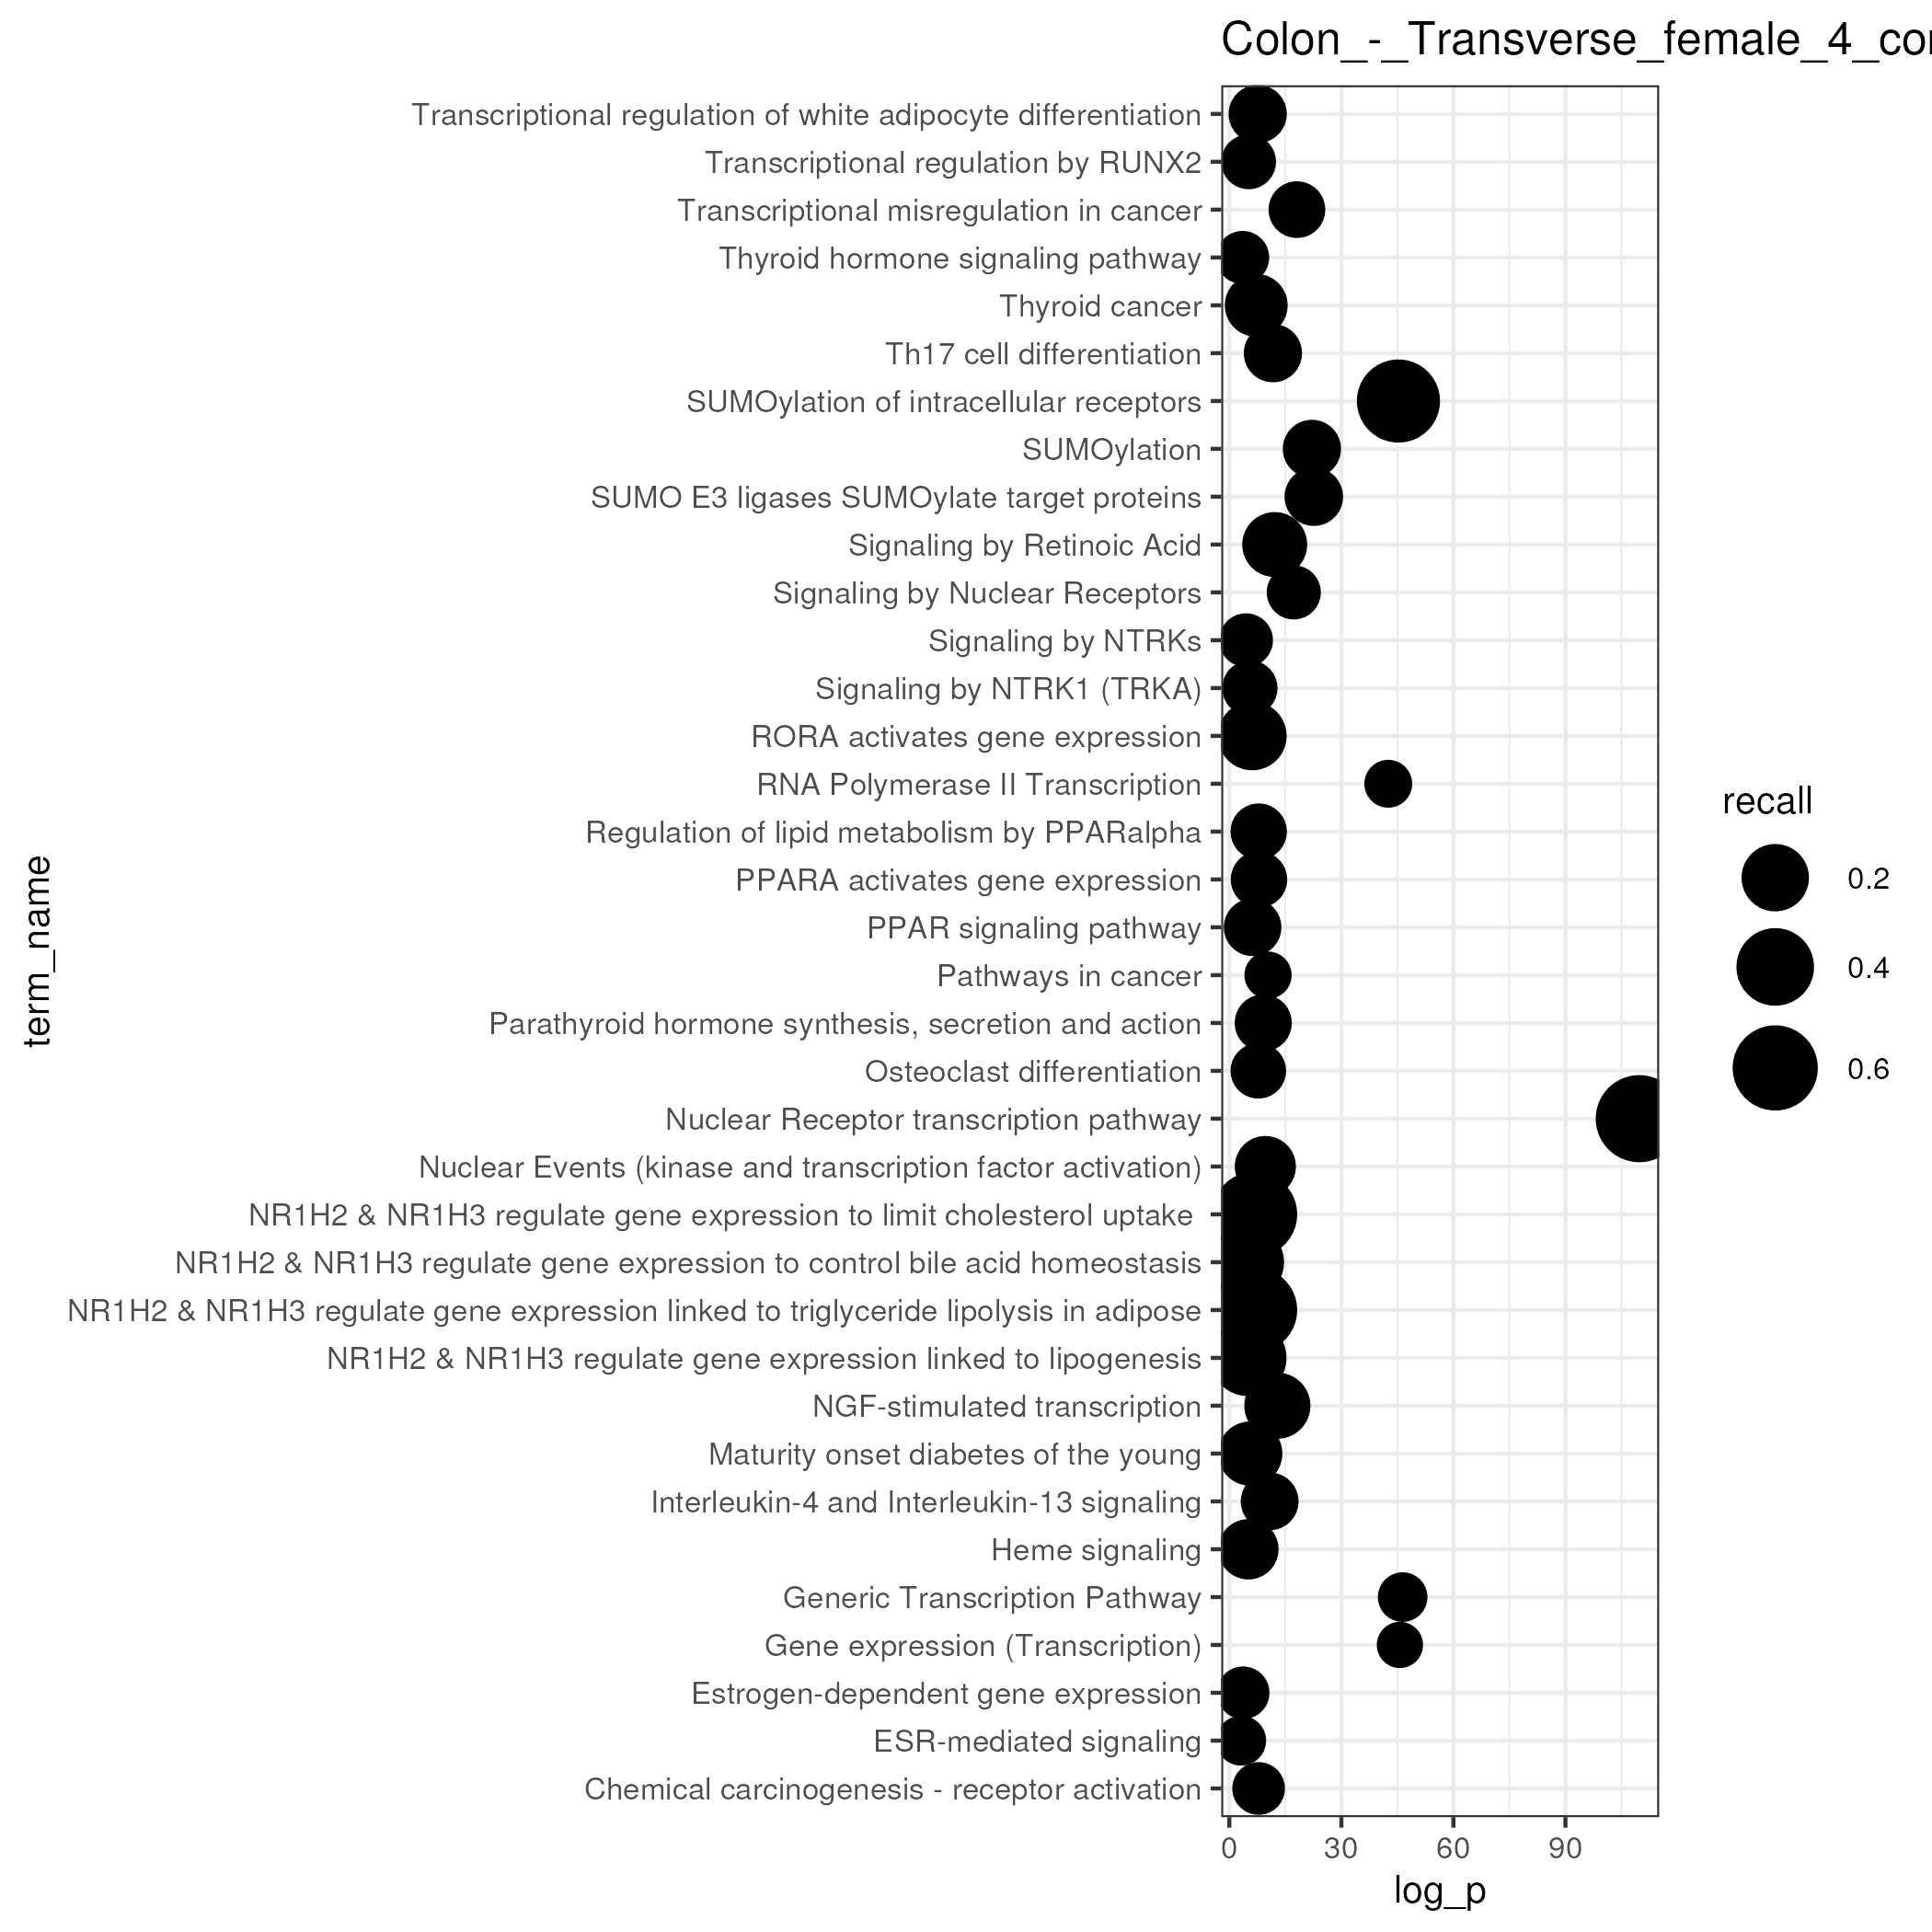 Colon_-_Transverse_female_4_co
Transcriptional regulation of white adipocyte differentiation
Transcriptional regulation by RUNX2
Transcriptional misregulation in cancer
Thyroid hormone signaling pathway
Thyroid cancer
Th17 cell differentiation
SUMOylation of intracellular receptors
SUMOylation
SUMO E3 ligases SUMOylate target proteins
Signaling by Retinoic Acid
Signaling by Nuclear Receptors
Signaling by NTRKs
Signaling by NTRK1 (TRKA)
RORA activates gene expression
RNA Polymerase II Transcription
Regulation of lipid metabolism by PPARalpha
PPARA activates gene expression
PPAR signaling pathway
Pathways in cancer
Parathyroid hormone synthesis, secretion and action
Osteoclast differentiation
Nuclear Receptor transcription pathway
Nuclear Events (kinase and transcription factor activation)
NR1H2 & NR1H3 regulate gene expression to limit cholesterol uptake
NR1H2 & NR1H3 regulate gene expression to control bile acid homeostasis
NR1H2 & NR1H3 regulate gene expression linked to triglyceride lipolysis in adipose
NR1H2 & NR1H3 regulate gene expression linked to lipogenesis
NGF-stimulated transcription
Maturity onset diabetes of the young
Interleukin-4 and Interleukin-13 signaling
Heme signaling
Generic Transcription Pathway
Gene expression (Transcription)
Estrogen-dependent gene expression
ESR-mediated signaling
Chemical carcinogenesis - receptor activation
term_name
0 30 60 90
log_p
recall
0.2
0.4
0.6